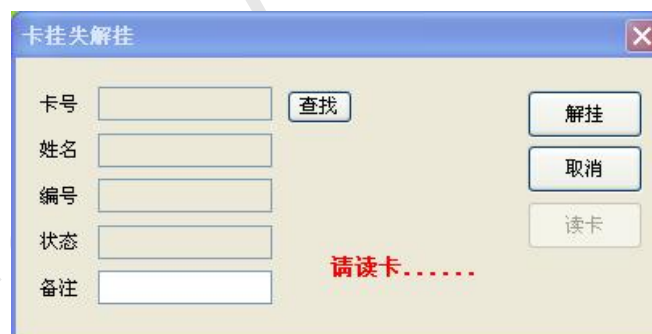 卡挂失解挂
卡号 查找 解挂
姓名 取消
编号 读卡
状态
请读卡......
备注